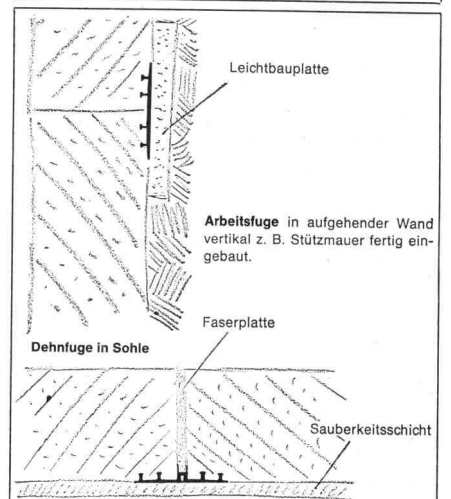 Leichtbauplatte
Arbeitsfuge in aufgehender Wand
vertikal z. B. Stützmauer fertig ein-
gebaut.
Faserplatte
Dehnfuge in Sohle
Sauberkeitsschicht